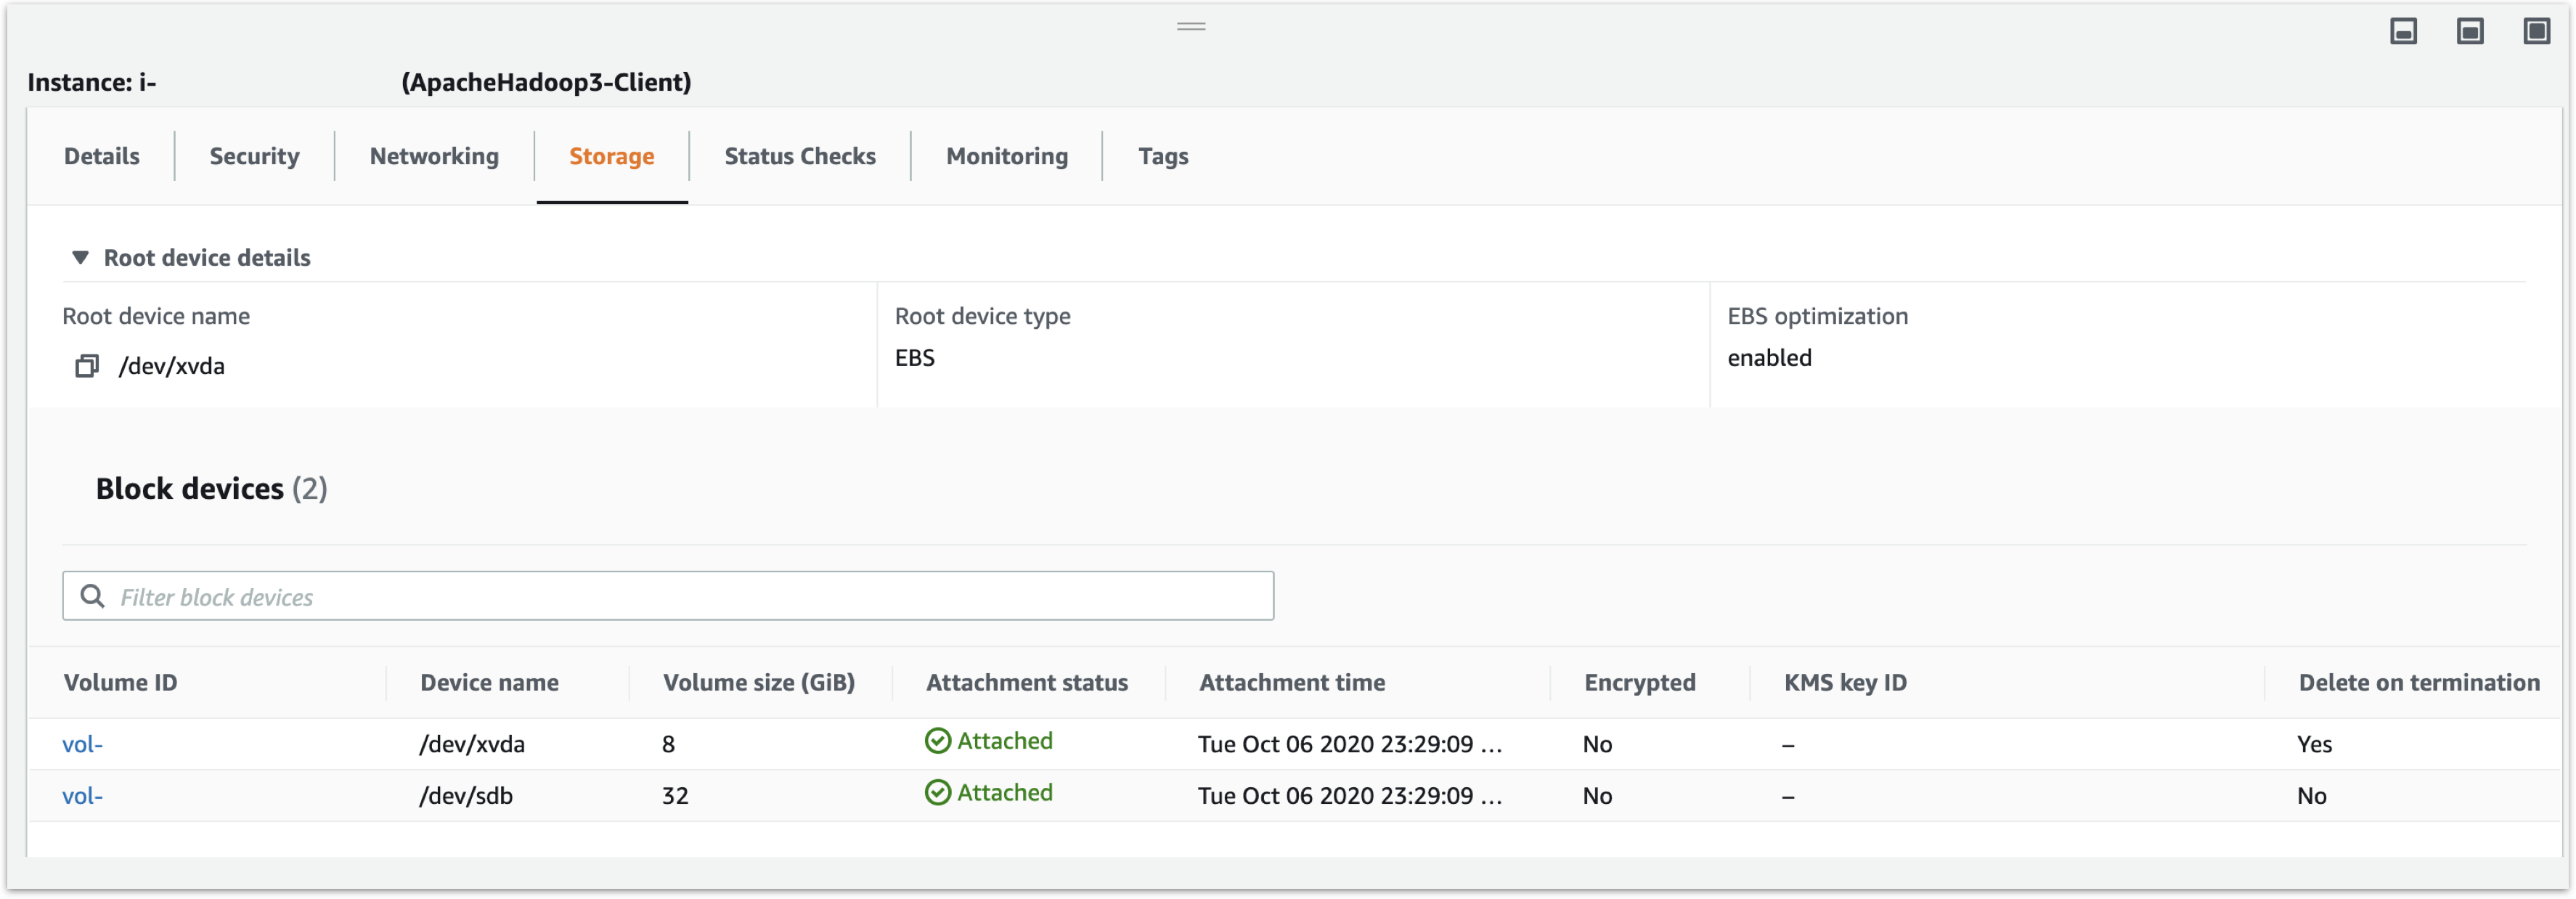 Instance: i- (ApacheHadoop3-Client)
Details Security Networking Storage Status Checks Monitoring Tags
Root device details
Root device name Root device type EBS optimization
/dev/xvda EBS enabled
Block devices (2)
Filter block devices
Volume ID Device name Volume size (GiB) Attachment status Attachment time Encrypted KMS key ID Delete on termination
vol- /dev/xvda 8 Attached Tue Oct 06 2020 23:29:09 ... No – Yes
vol- /dev/sdb 32 Attached Tue Oct 06 2020 23:29:09 ... No – No